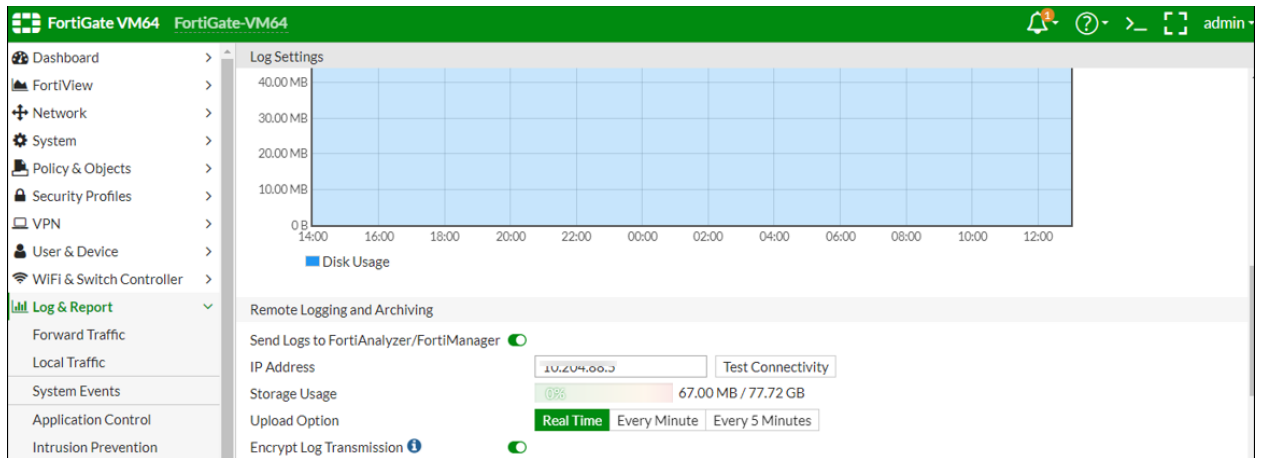 FortiGate VM64 FortiGate-VM64 1 admin
Dashboard
FortiView
Network
System
Policy & Objects
Security Profiles
VPN
User & Device
WiFi & Switch Controller
Log & Report
Forward Traffic
Local Traffic
System Events
Application Control
Intrusion Prevention
Log Settings
40.00 MB
30.00 MB
20.00 MB
10.00 MB
0 B
14:00 16:00 18:00 20:00 22:00 00:00 02:00 04:00 06:00 08:00 10:00 12:00
Disk Usage
Remote Logging and Archiving
Send Logs to FortiAnalyzer/FortiManager
IP Address Test Connectivity
Storage Usage 0% 67.00 MB / 77.72 GB
Upload Option Real Time Every Minute Every 5 Minutes
Encrypt Log Transmission